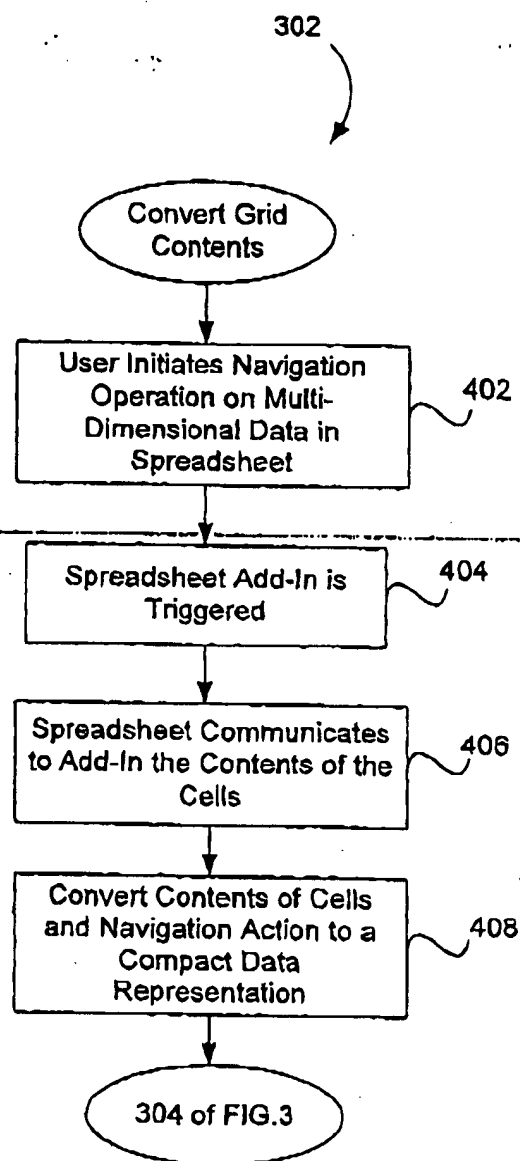 302
Convert Grid
Contents
User Initiates Navigation
Operation on Multi-
Dimensional Data in
Spreadsheet
402
Spreadsheet Add-In is
Triggered
404
Spreadsheet Communicates
to Add-In the Contents of the
Cells
406
Convert Contents of Cells
and Navigation Action to a
Compact Data
Representation
408
304 of FIG.3